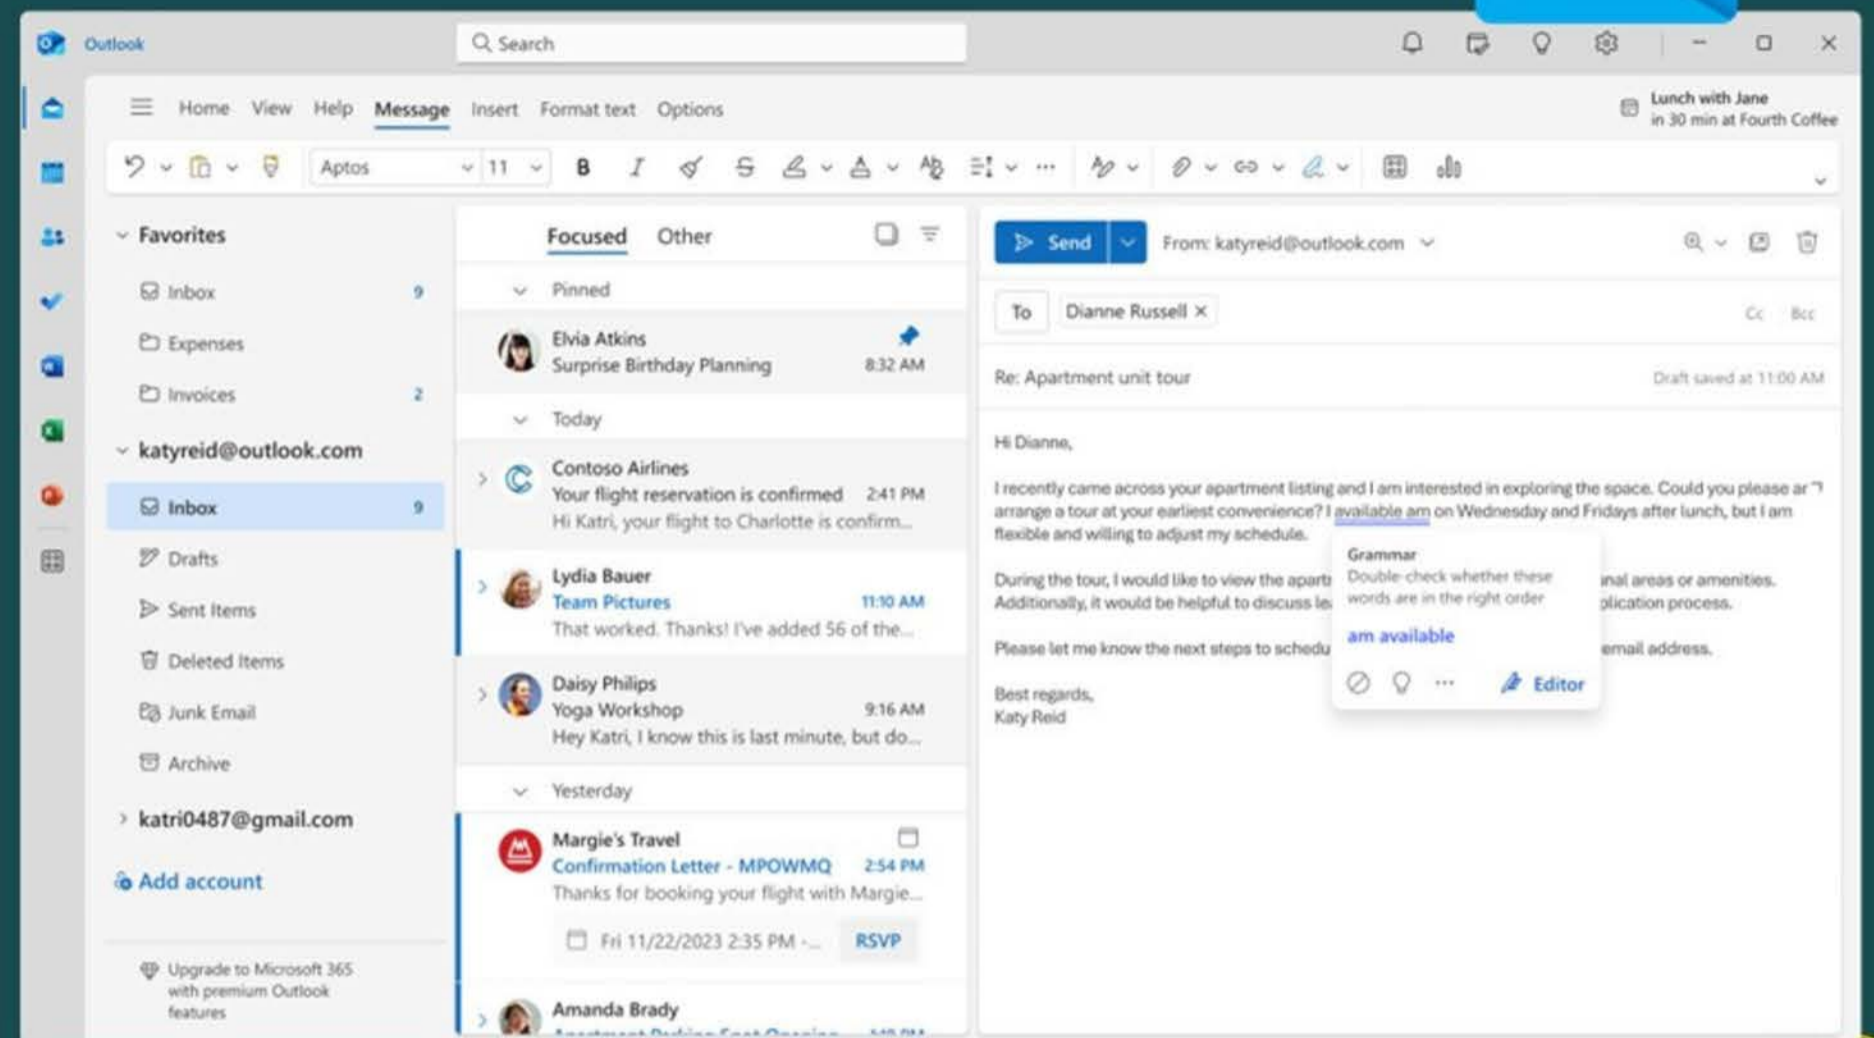 Outlook
Search
Home View Help Message Insert Format text Options
Lunch with Jane
in 30 min at Fourth Coffee
Aptos 11
Favorites
Inbox 9
Expenses
Invoices 2
katyreid@outlook.com
Inbox 9
Drafts
Sent Items
Deleted Items
Junk Email
Archive
katri0487@gmail.com
Add account
Upgrade to Microsoft 365
with premium Outlook
features
Focused Other
Pinned
Elvia Atkins
Surprise Birthday Planning 8:32 AM
Today
Contoso Airlines
Your flight reservation is confirmed 2:41 PM
Hi Katri, your flight to Charlotte is confirm...
Lydia Bauer
Team Pictures 11:10 AM
That worked. Thanks! I've added 56 of the...
Daisy Philips
Yoga Workshop 9:16 AM
Hey Katri, I know this is last minute, but do...
Yesterday
Margie's Travel
Confirmation Letter - MPOWMQ 2:54 PM
Thanks for booking your flight with Margie...
Fri 11/22/2023 2:35 PM -... RSVP
Amanda Brady
Send From: katyreid@outlook.com
To Dianne Russell Cc Bcc
Re: Apartment unit tour Draft saved at 11:00 AM
Hi Dianne,
I recently came across your apartment listing and I am interested in exploring the space. Could you please ar
arrange a tour at your earliest convenience? I available am on Wednesday and Fridays after lunch, but I am
flexible and willing to adjust my schedule.
During the tour, I would like to view the apart nal areas or amenities.
Additionally, it would be helpful to discuss le plication process.
Please let me know the next steps to schedu email address.
Best regards,
Katy Reid
Grammar
Double-check whether these
words are in the right order
am available
Editor